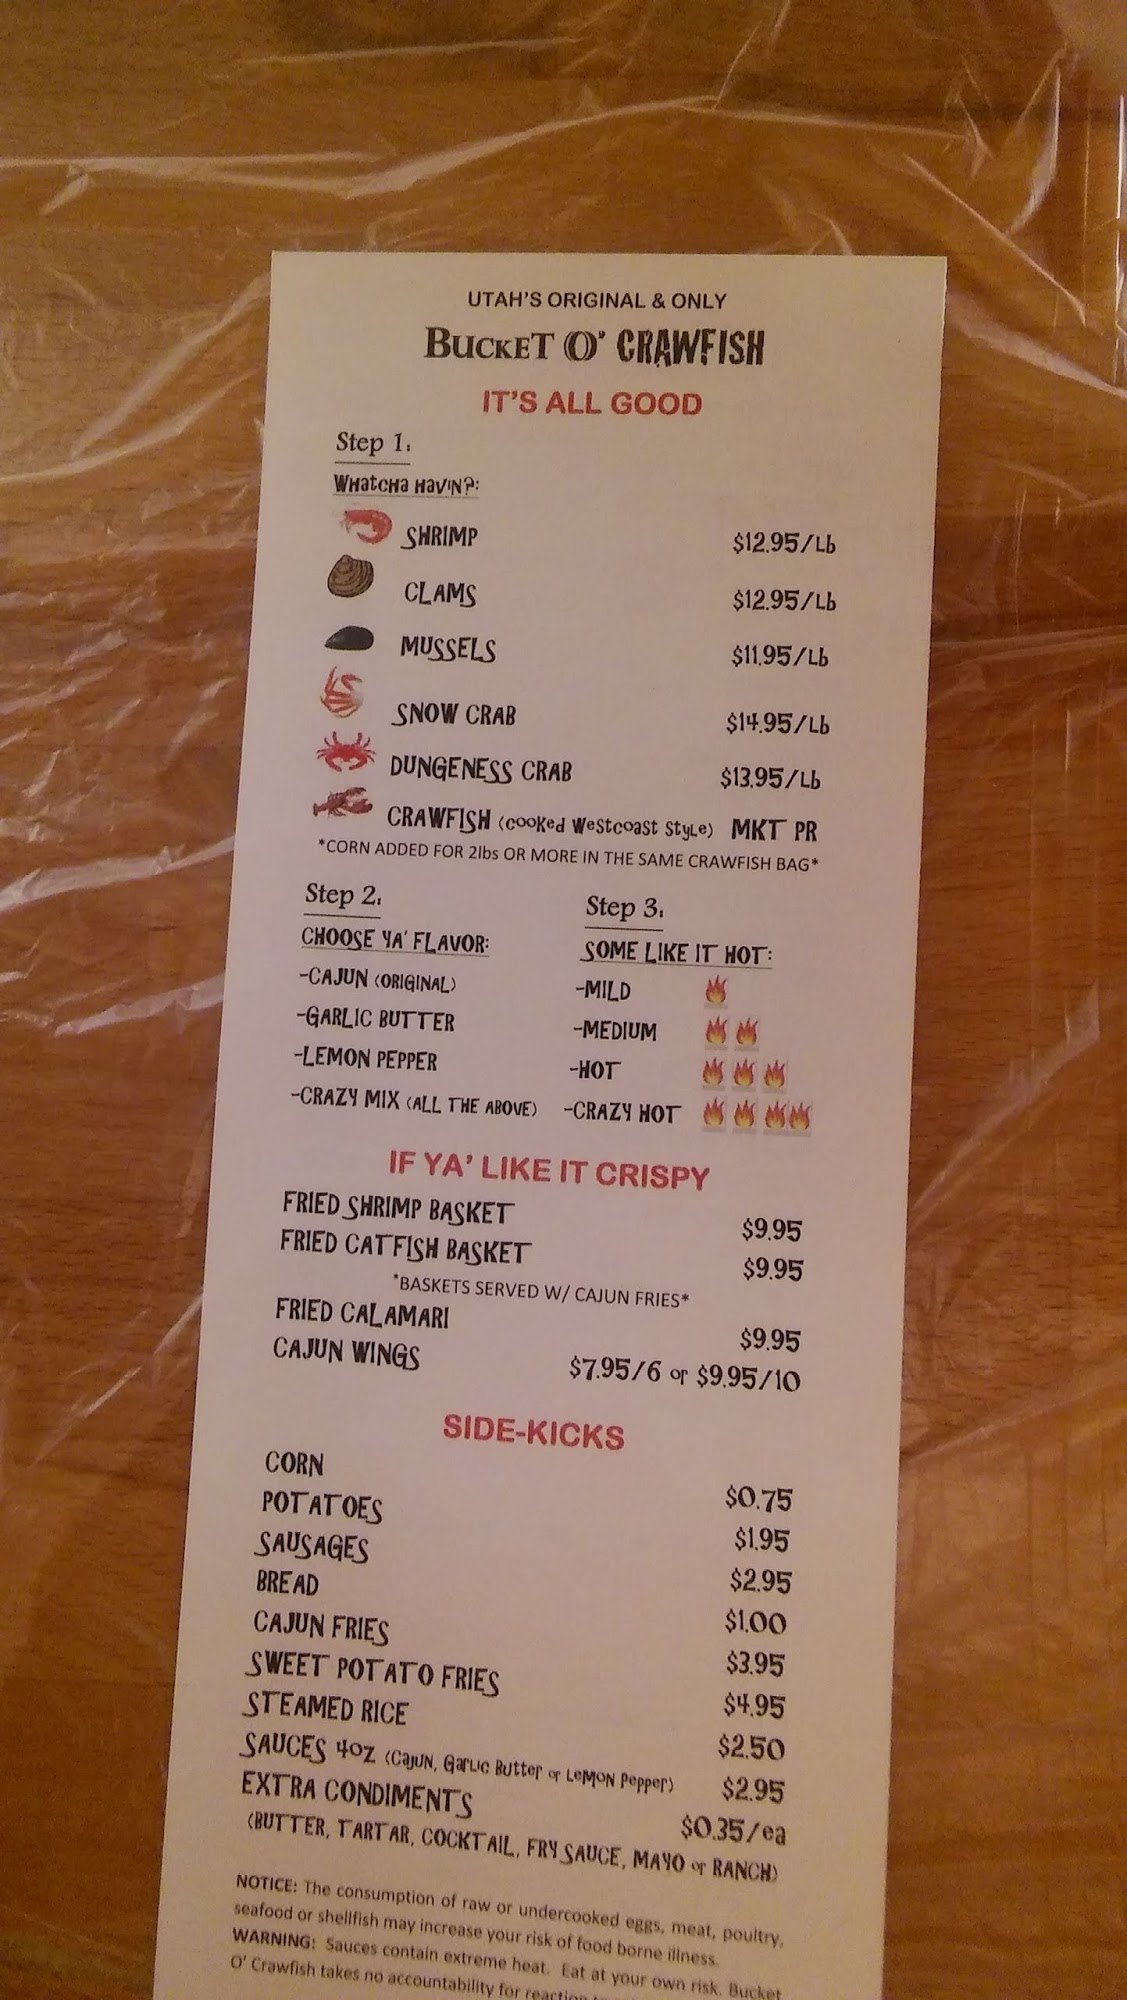 UTAH'S ORIGINAL & ONLY
BUCKET O' CRAWFISH
IT'S ALL GOOD
Step 1:
WHatcHa HaV'N?:
SHRIMP $12.95/Lb
CLAMS $12.95/Lb
MUSSELS $11.95/Lb
SNOW CRAB $14.95/Lb
DUNGENESS CRAB $13.95/Lb
CRAWFISH (cooked Westcoast Style) MKT PR
*CORN ADDED FOR 2lbs OR MORE IN THE SAME CRAWFISH BAG*
Step 2: Step 3:
CHOOSE YA' FLAVOR: SOME LIKE IT HOT:
-CAJUN (ORIGINAL) -MILD
-GARLIC BUTTER -MEDIUM
-LEMON PEPPER -HOT
-CRAZY MIX (ALL THE ABOVE) -CRAZY HOT
IF YA' LIKE IT CRISPY
FRIED SHRIMP BASKET $9.95
FRIED CATFISH BASKET $9.95
*BASKETS SERVED W/ CAJUN FRIES*
FRIED CALAMARI $9.95
CAJUN WINGS $7.95/6 or $9.95/10
SIDE-KICKS
CORN $0.75
POTATOES $1.95
SAUSAGES $2.95
BREAD $1.00
CAJUN FRIES $3.95
SWEET POTATO FRIES $4.95
STEAMED RICE $2.50
SAUCES 4oz (Cajun, Garlic Butter or Lemon Pepper) $2.95
EXTRA CONDIMENTS $0.35/ea
(BUTTER, TARTAR, COCKTAIL, FRY SAUCE, MAYO or RANCH)
NOTICE: The consumption of raw or undercooked eggs, meat, poultry,
seafood or shellfish may increase your risk of food borne illness.
WARNING: Sauces contain extreme heat. Eat at your own risk. Bucket
O' Crawfish takes no accountability for reaction